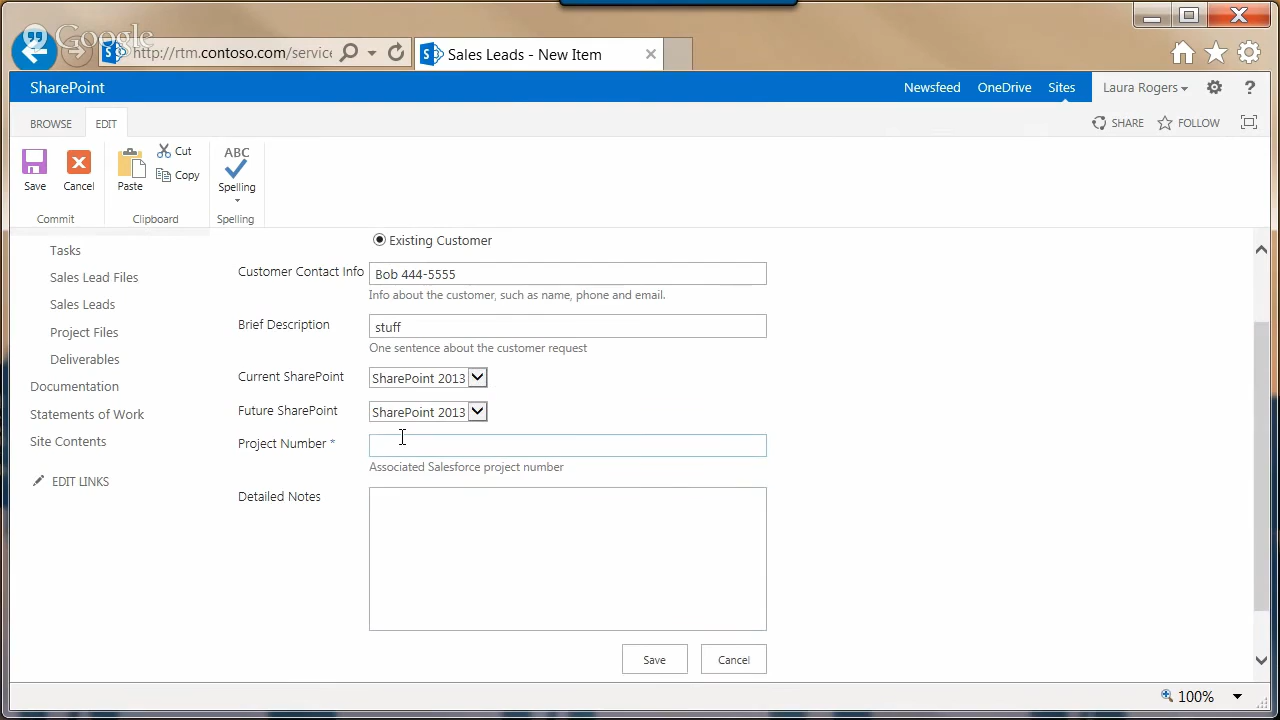 Google
http://rtm.contoso.com/service
Sales Leads - New Item
SharePoint
Newsfeed OneDrive Sites Laura Rogers ?
BROWSE EDIT
SHARE FOLLOW
Save Cancel
Commit
Paste Cut
Copy
Clipboard
ABC
Spelling
Spelling
Tasks
Sales Lead Files
Sales Leads
Project Files
Deliverables
Documentation
Statements of Work
Site Contents
EDIT LINKS
Existing Customer
Customer Contact Info Bob 444-5555
Info about the customer, such as name, phone and email.
Brief Description stuff
One sentence about the customer request
Current SharePoint SharePoint 2013
Future SharePoint SharePoint 2013
Project Number *
Associated Salesforce project number
Detailed Notes
Save Cancel
100%